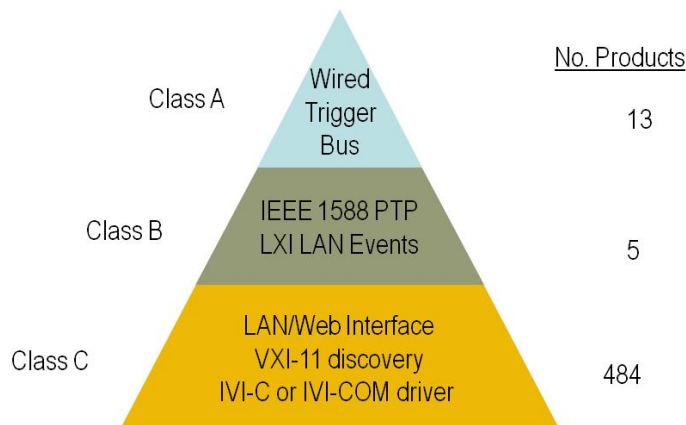 No. Products
Class A
Wired
Trigger
Bus
13
Class B
IEEE 1588 PTP
LXI LAN Events
5
Class C
LAN/Web Interface
VXI-11 discovery
IVI-C or IVI-COM driver
484